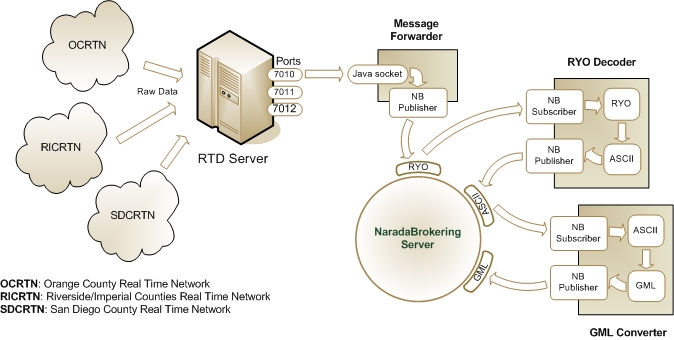 OCRTN
Raw Data
RICRTN
SDCRTN
RTD Server
Ports
7010
7011
7012
Message
Forwarder
Java socket
NB
Publisher
RYO Decoder
NB
Subscriber
RYO
NB
Publisher
ASCII
RYO
ASCII
GML
NaradaBrokering
Server
NB
Subscriber
ASCII
NB
Publisher
GML
GML Converter
OCRTN: Orange County Real Time Network
RICRTN: Riverside/Imperial Counties Real Time Network
SDCRTN: San Diego County Real Time Network